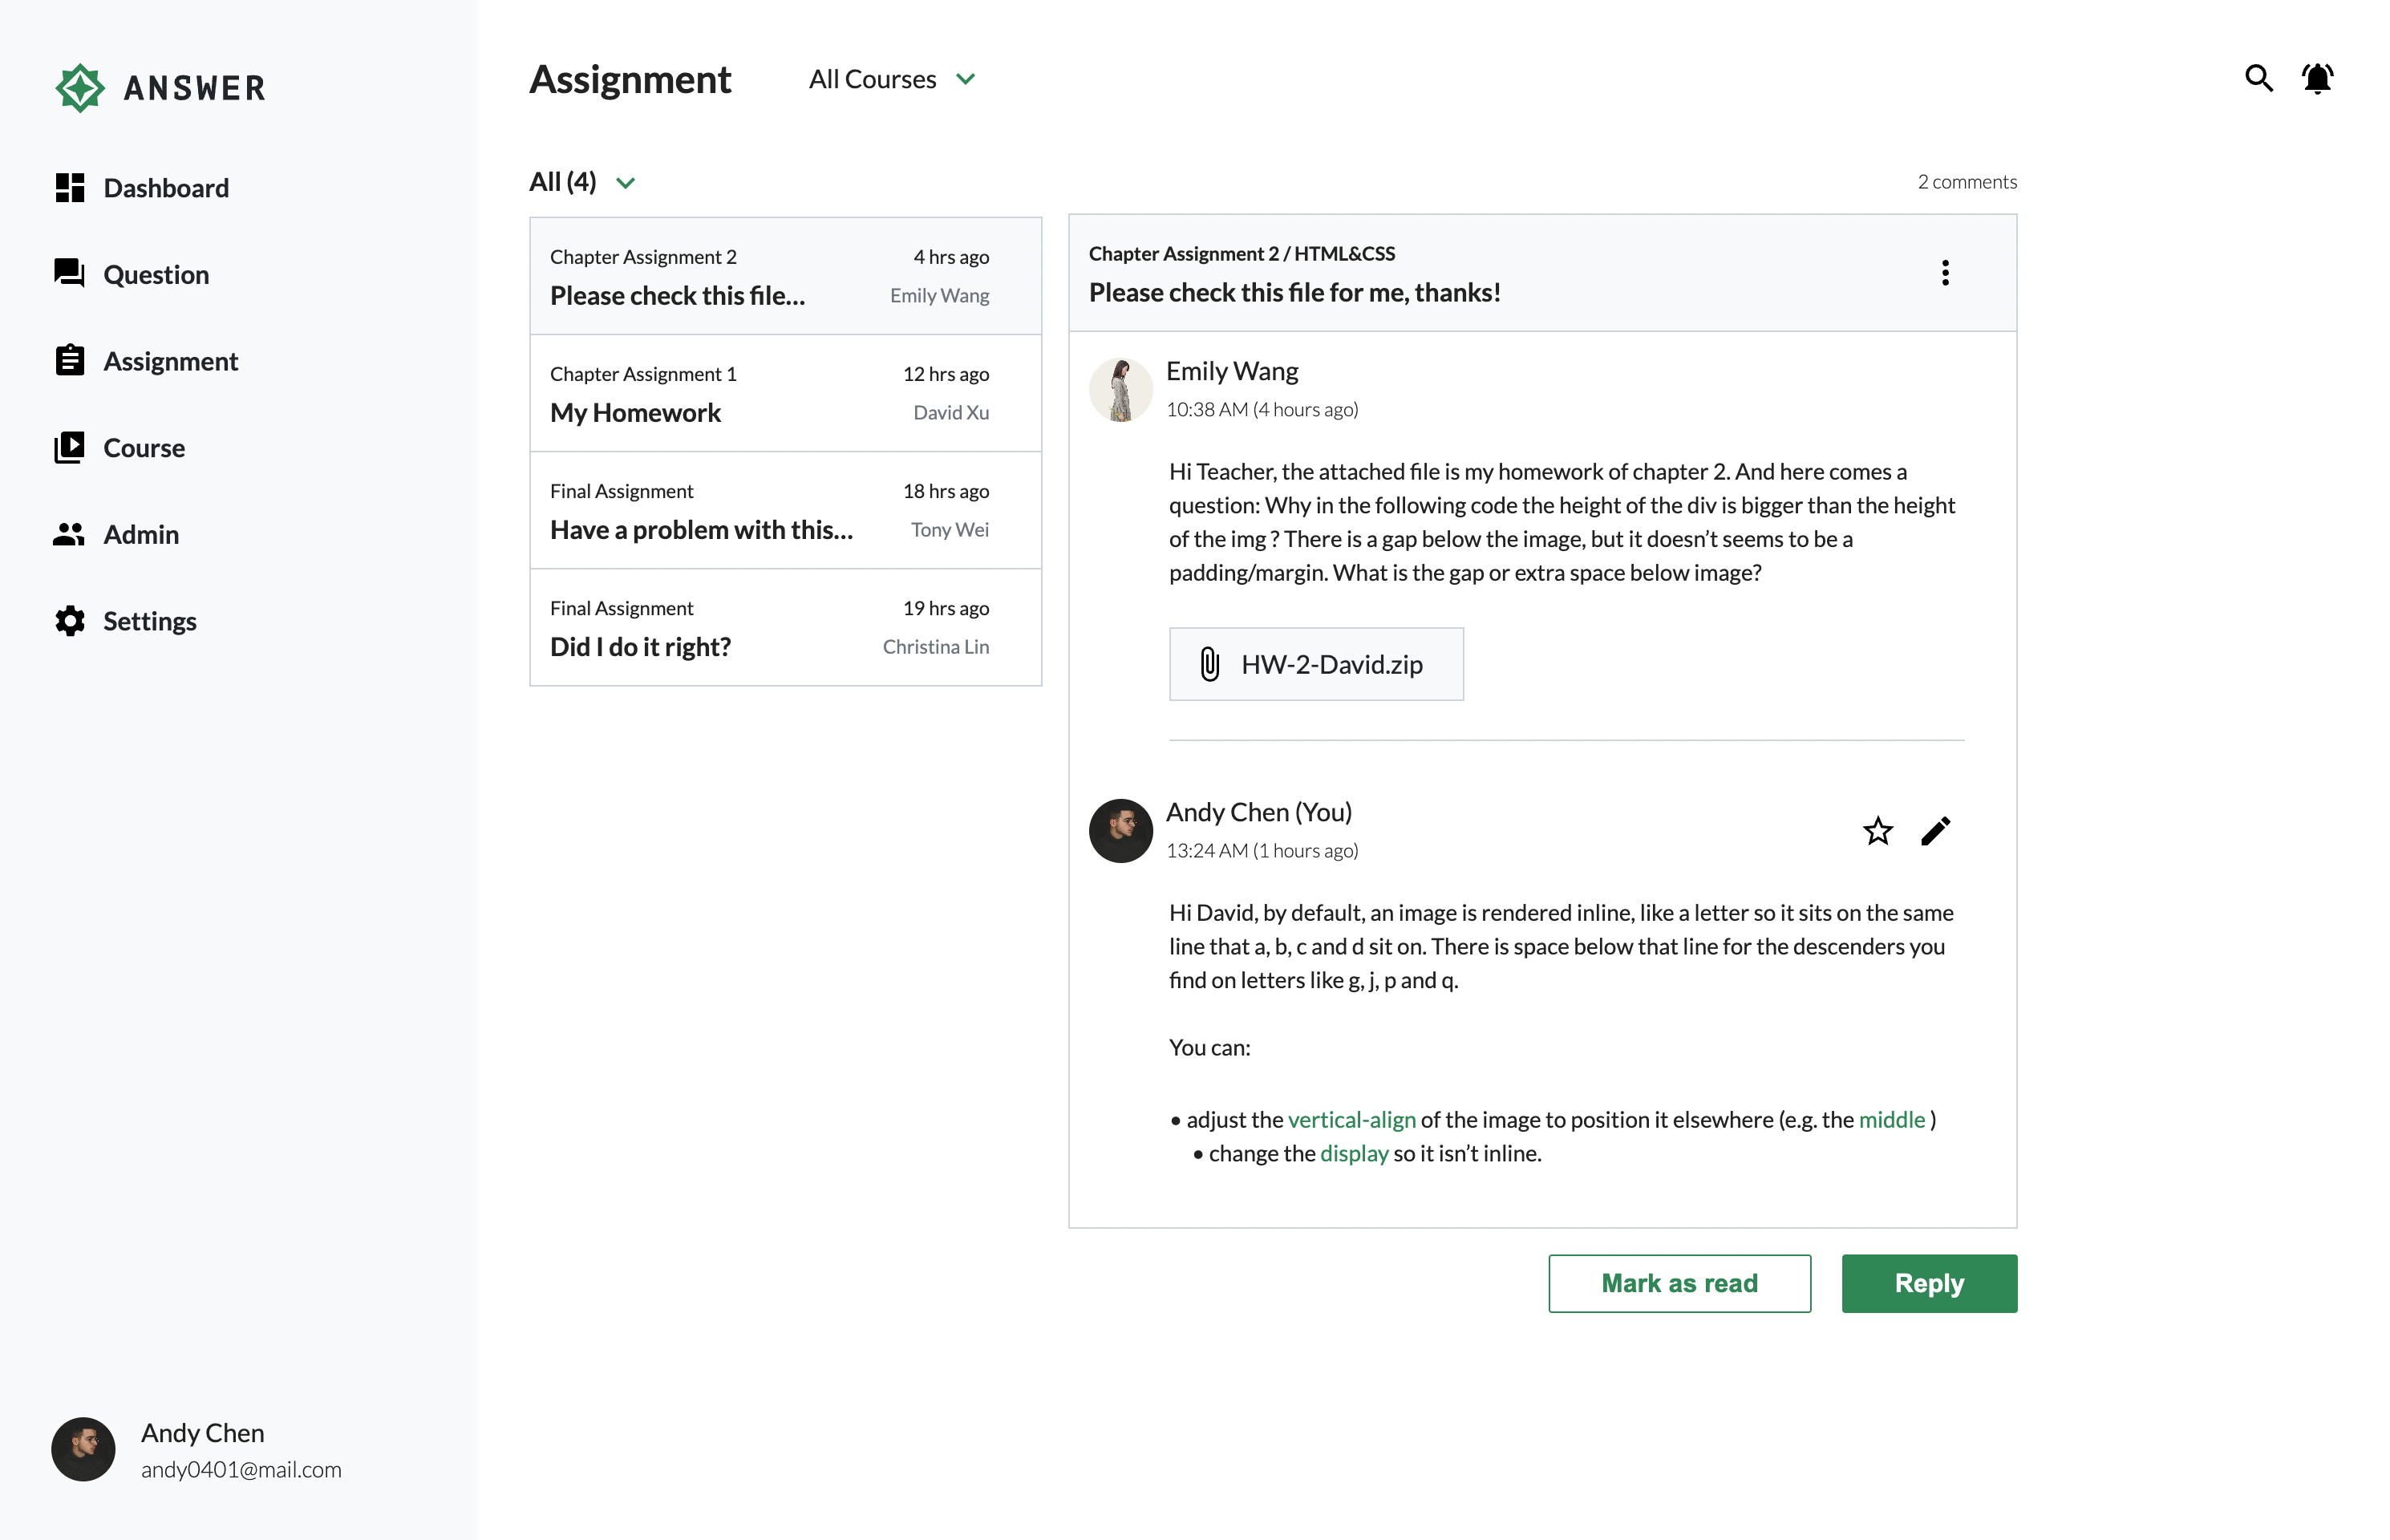 ANSWER
Dashboard
Question
Assignment
Course
Admin
Settings
Andy Chen
andy0401@mail.com
Assignment
All Courses
All (4)
2 comments
Chapter Assignment 2
4 hrs ago
Please check this file...
Emily Wang
Chapter Assignment 1
12 hrs ago
My Homework
David Xu
Final Assignment
18 hrs ago
Have a problem with this...
Tony Wei
Final Assignment
19 hrs ago
Did I do it right?
Christina Lin
Chapter Assignment 2 / HTML&CSS
Please check this file for me, thanks!
Emily Wang
10:38 AM (4 hours ago)
Hi Teacher, the attached file is my homework of chapter 2. And here comes a
question: Why in the following code the height of the div is bigger than the height
of the img ? There is a gap below the image, but it doesn’t seems to be a
padding/margin. What is the gap or extra space below image?
HW-2-David.zip
Andy Chen (You)
13:24 AM (1 hours ago)
Hi David, by default, an image is rendered inline, like a letter so it sits on the same
line that a, b, c and d sit on. There is space below that line for the descenders you
find on letters like g, j, p and q.
You can:
• adjust the vertical-align of the image to position it elsewhere (e.g. the middle )
• change the display so it isn’t inline.
Mark as read
Reply